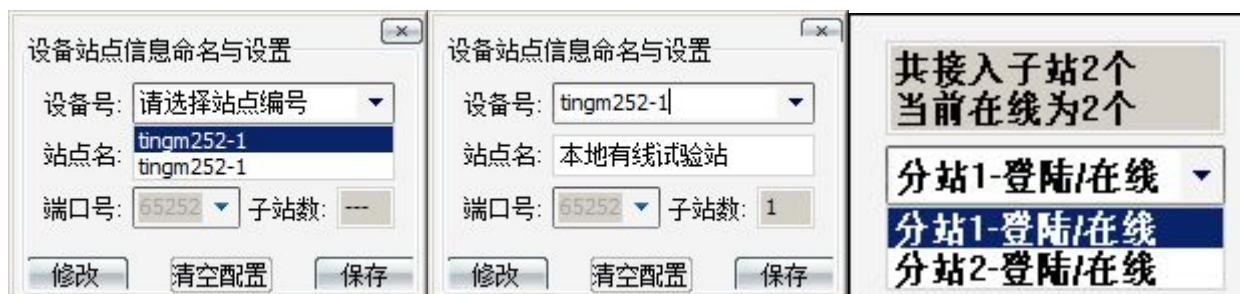 设备站点信息命名与设置
设备号: 请选择站点编号
tingm252-1
tingm252-1
站点名:
端口号: 65252 子站数: ---
修改 清空配置 保存
设备站点信息命名与设置
设备号: tingm252-1
站点名: 本地有线试验站
端口号: 65252 子站数: 1
修改 清空配置 保存
共接入子站2个
当前在线为2个
分站1-登陆/在线
分站1-登陆/在线
分站2-登陆/在线